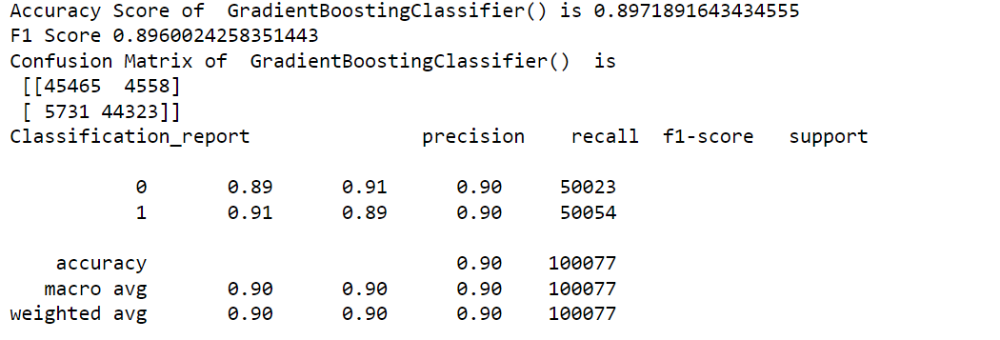 Accuracy Score of  GradientBoostingClassifier() is 0.8971891643434555
F1 Score 0.8960024258351443
Confusion Matrix of  GradientBoostingClassifier()  is
 [[45465  4558]
 [ 5731 44323]]
Classification_report               precision    recall  f1-score   support
           0       0.89      0.91      0.90     50023
           1       0.91      0.89      0.90     50054
    accuracy                           0.90    100077
   macro avg       0.90      0.90      0.90    100077
weighted avg       0.90      0.90      0.90    100077